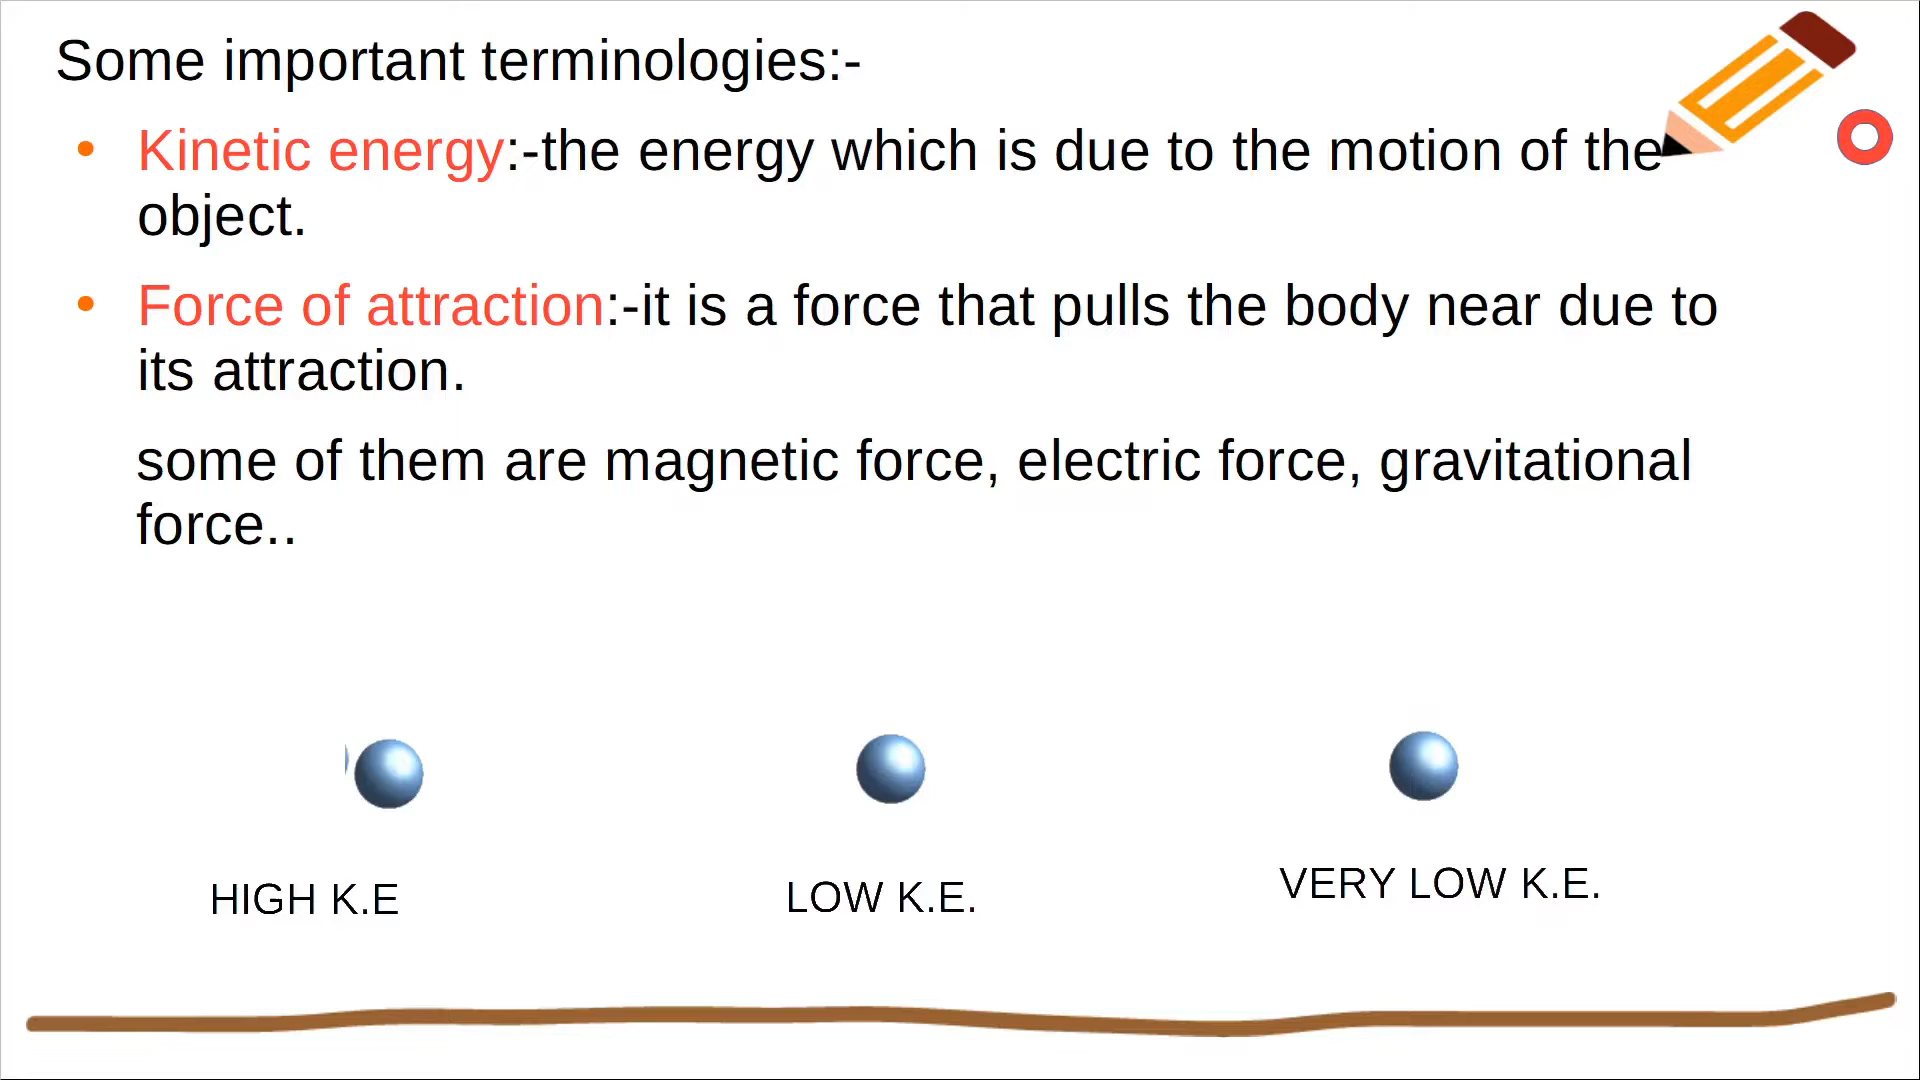 Some important terminologies:-
• Kinetic energy:-the energy which is due to the motion of the
object.
• Force of attraction:-it is a force that pulls the body near due to
its attraction.
some of them are magnetic force, electric force, gravitational
force..
HIGH K.E
LOW K.E.
VERY LOW K.E.